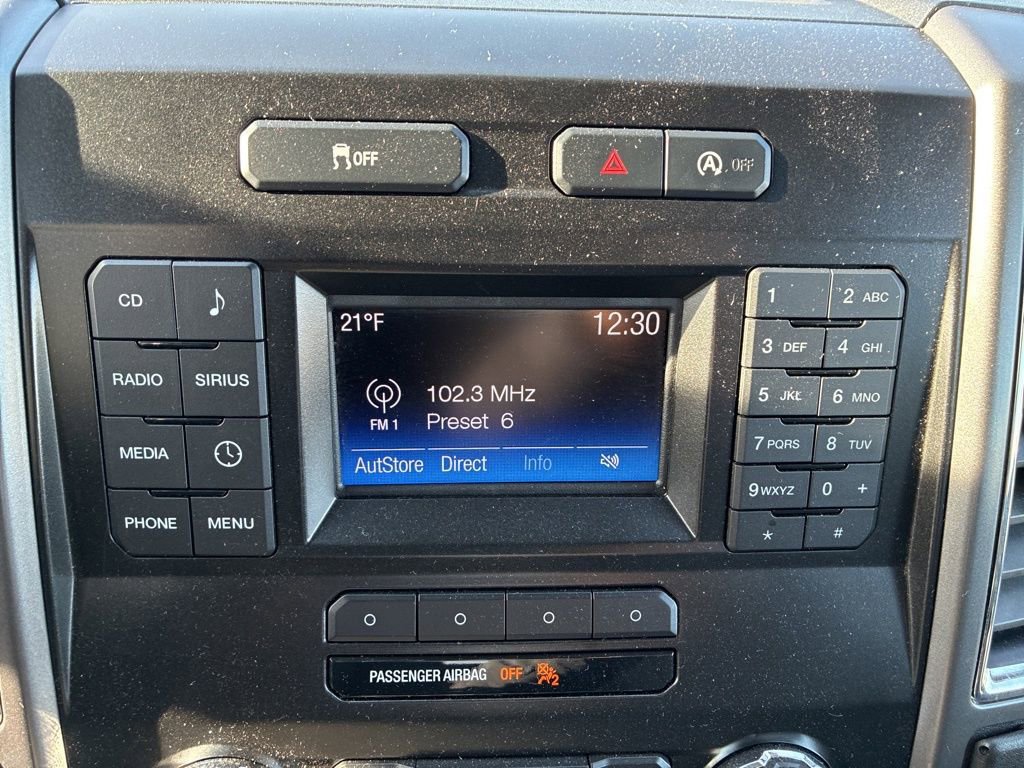 OFF
A OFF
CD
RADIO SIRIUS
MEDIA
PHONE MENU
21°F 12:30
102.3 MHz
FM 1 Preset 6
AutStore Direct Info
1 2 ABC
3 DEF 4 GHI
5 JKL 6 MNO
7 PQRS 8 TUV
9 WXYZ 0 +
* #
PASSENGER AIRBAG OFF 2